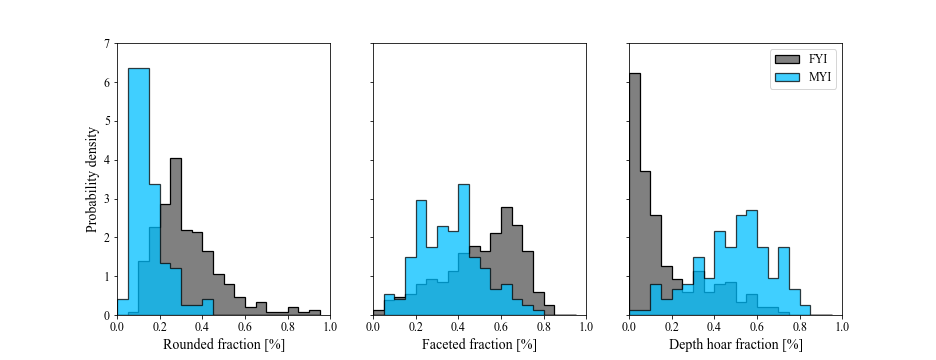 7
6
5
4
3
2
1
0
Probability density
0.0 0.2 0.4 0.6 0.8 1.0
Rounded fraction [%]
0.0 0.2 0.4 0.6 0.8 1.0
Faceted fraction [%]
FYI
MYI
0.0 0.2 0.4 0.6 0.8 1.0
Depth hoar fraction [%]